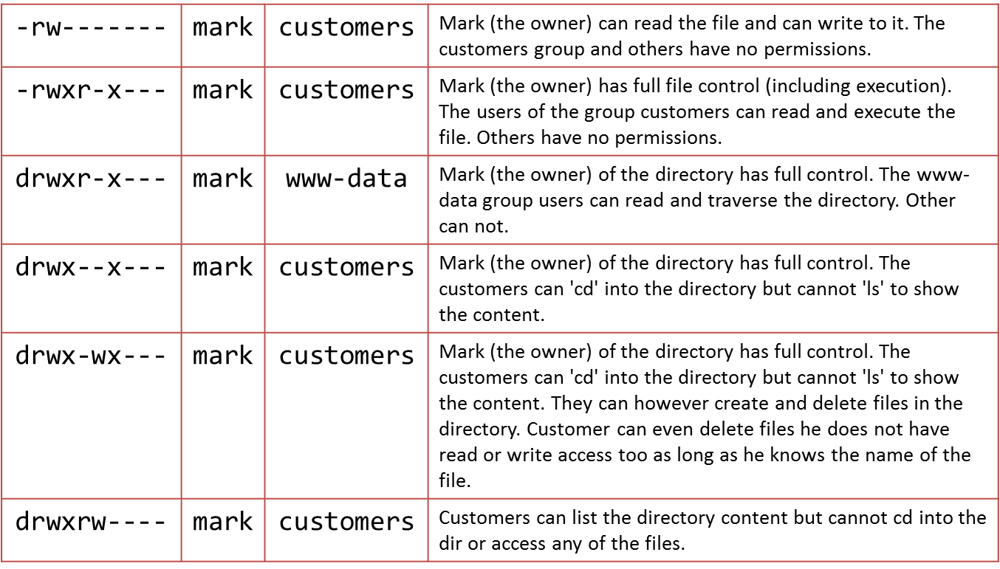 -rw------- mark customers Mark (the owner) can read the file and can write to it. The
customers group and others have no permissions.
-rwxr-x--- mark customers Mark (the owner) has full file control (including execution).
The users of the group customers can read and execute the
file. Others have no permissions.
drwxr-x--- mark www-data Mark (the owner) of the directory has full control. The www-
data group users can read and traverse the directory. Other
can not.
drwx--x--- mark customers Mark (the owner) of the directory has full control. The
customers can 'cd' into the directory but cannot 'ls' to show
the content.
drwx-wx--- mark customers Mark (the owner) of the directory has full control. The
customers can 'cd' into the directory but cannot 'ls' to show
the content. They can however create and delete files in the
directory. Customer can even delete files he does not have
read or write access too as long as he knows the name of the
file.
drwxrw---- mark customers Customers can list the directory content but cannot cd into the
dir or access any of the files.